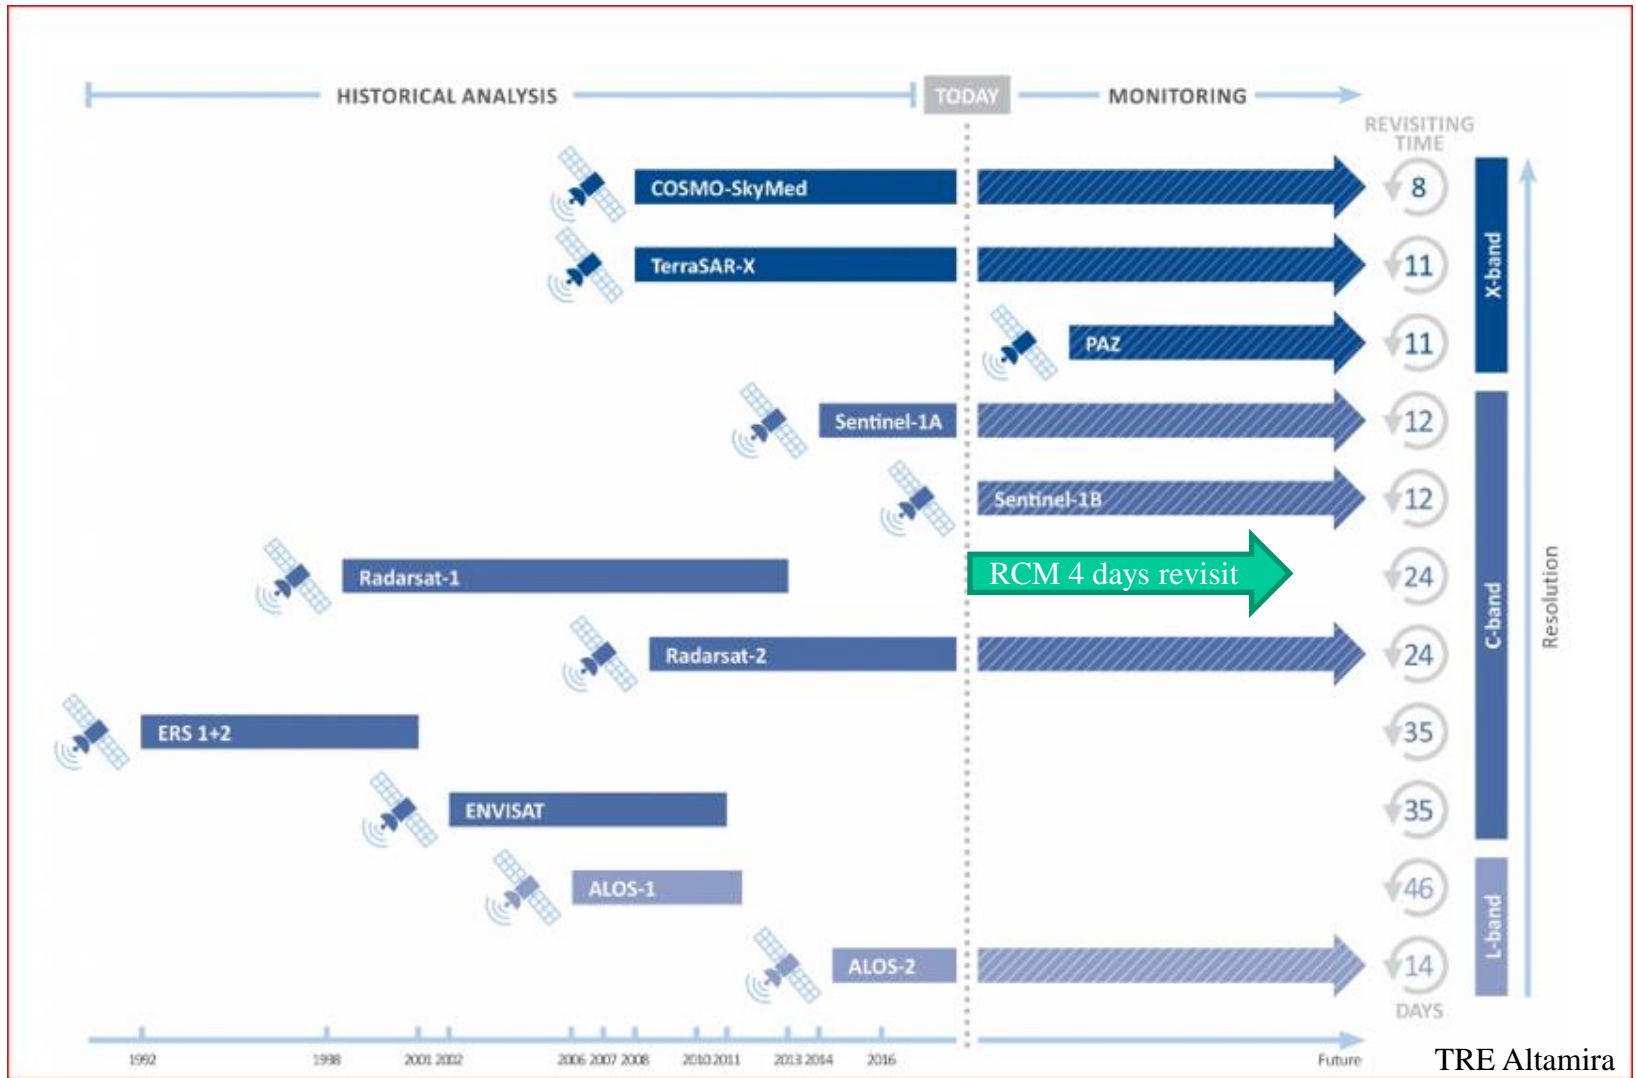 HISTORICAL ANALYSIS
TODAY
MONITORING
REVISITING
TIME
COSMO-SkyMed
8
TerraSAR-X
11
PAZ
11
X-band
Sentinel-1A
12
Sentinel-1B
12
Radarsat-1
RCM 4 days revisit
24
Radarsat-2
24
ERS 1+2
35
ENVISAT
35
C-band
ALOS-1
46
ALOS-2
14
L-band
DAYS
Resolution
1992
1998
2001
2002
2006
2007
2008
2010
2011
2013
2014
2016
Future
TRE Altamira